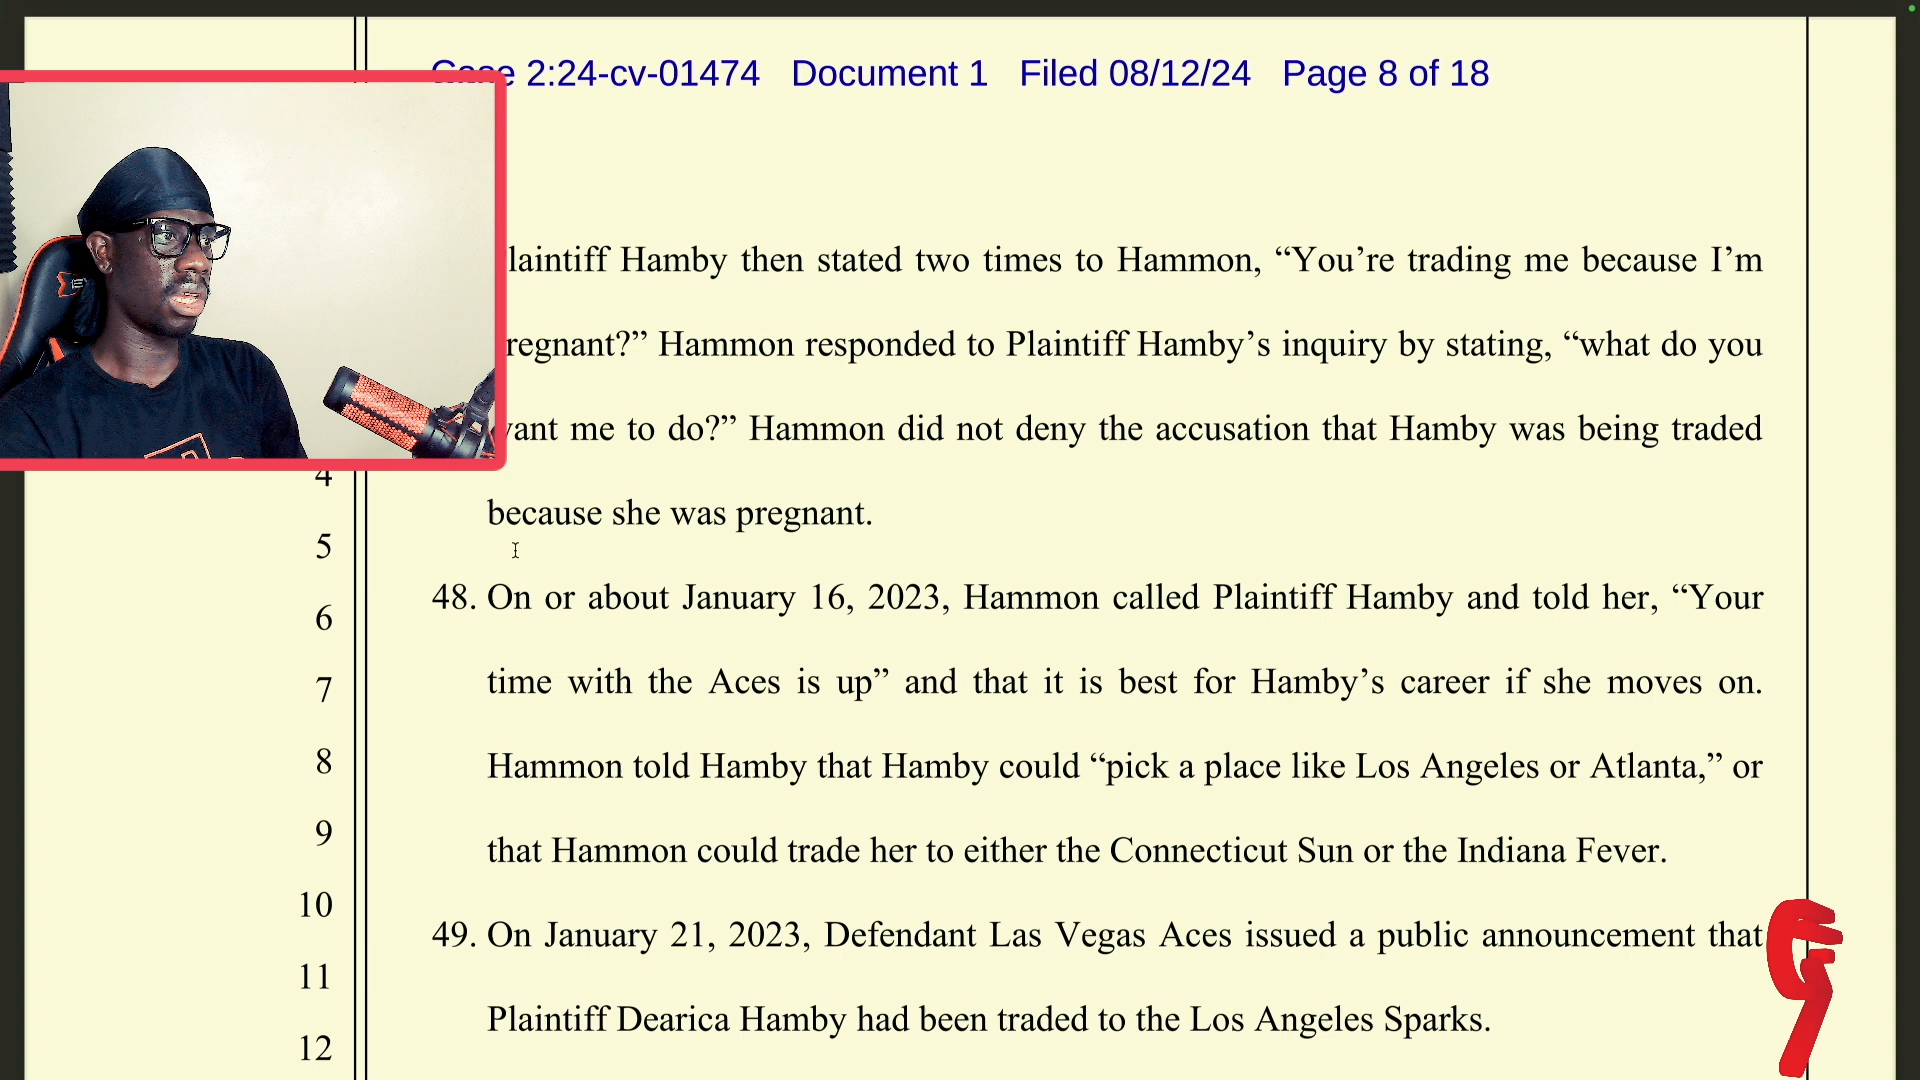 2:24-cv-01474 Document 1 Filed 08/12/24 Page 8 of 18
Hamby then stated two times to Hammon, “You’re trading me because I’m
Hammon responded to Plaintiff Hamby’s inquiry by stating, “what do you
me to do?” Hammon did not deny the accusation that Hamby was being traded
4
because she was pregnant.
5
48. On or about January 16, 2023, Hammon called Plaintiff Hamby and told her, “Your
6
time with the Aces is up” and that it is best for Hamby’s career if she moves on.
7
Hammon told Hamby that Hamby could “pick a place like Los Angeles or Atlanta,” or
8
that Hammon could trade her to either the Connecticut Sun or the Indiana Fever.
9
10
49. On January 21, 2023, Defendant Las Vegas Aces issued a public announcement that
11
Plaintiff Dearica Hamby had been traded to the Los Angeles Sparks.
12